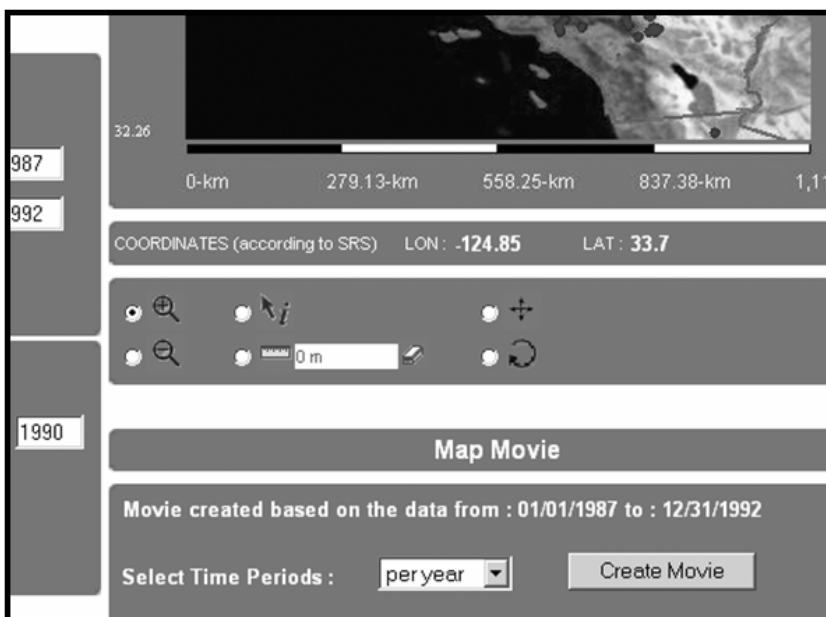 32.26
987
992
0-km 279.13-km 558.25-km 837.38-km
COORDINATES (according to SRS) LON : -124.85 LAT : 33.7
0 m
1990
Map Movie
Movie created based on the data from : 01/01/1987 to : 12/31/1992
Select Time Periods : per year Create Movie